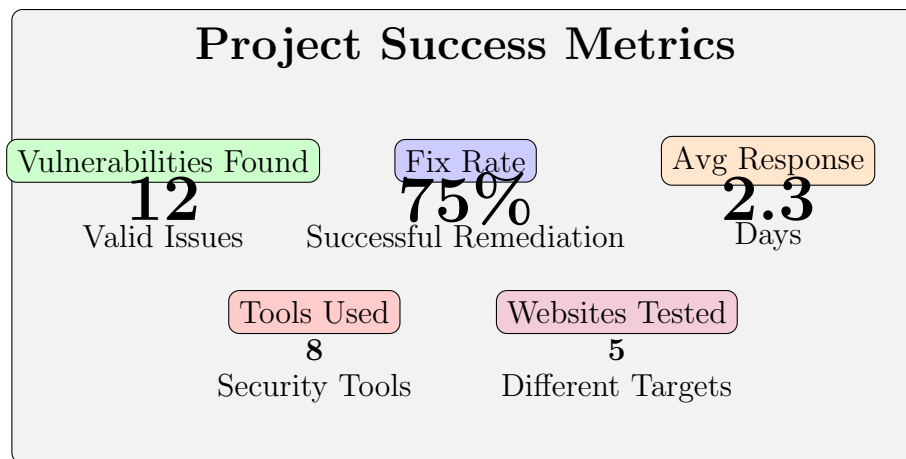 Project Success Metrics
Vulnerabilities Found
12
Valid Issues
Fix Rate
75%
Successful Remediation
Avg Response
2.3
Days
Tools Used
8
Security Tools
Websites Tested
5
Different Targets